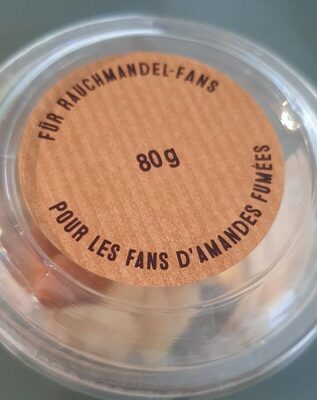 FÜR RAUCHMANDEL-FANS
80g
POUR LES FANS D'AMANDES FUMÉES